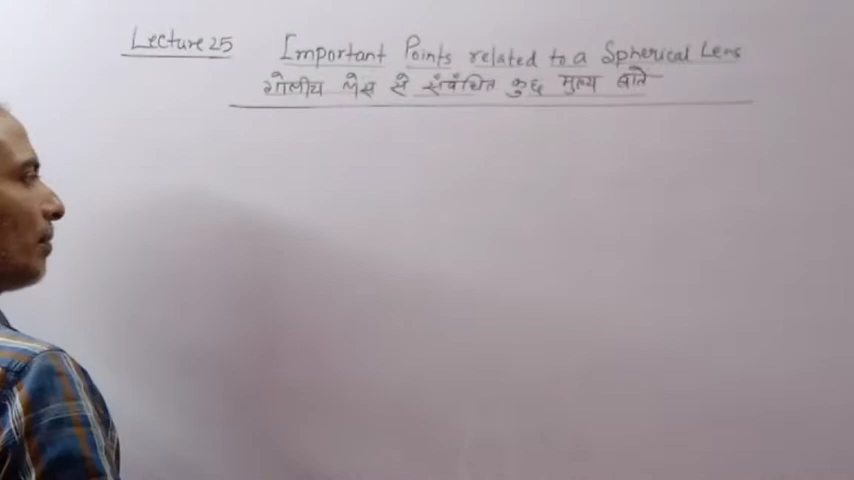 Lecture 25 Important Points related to a Spherical Lens
गोलीय लेंस से संबंधित कुछ मुख्य बातें